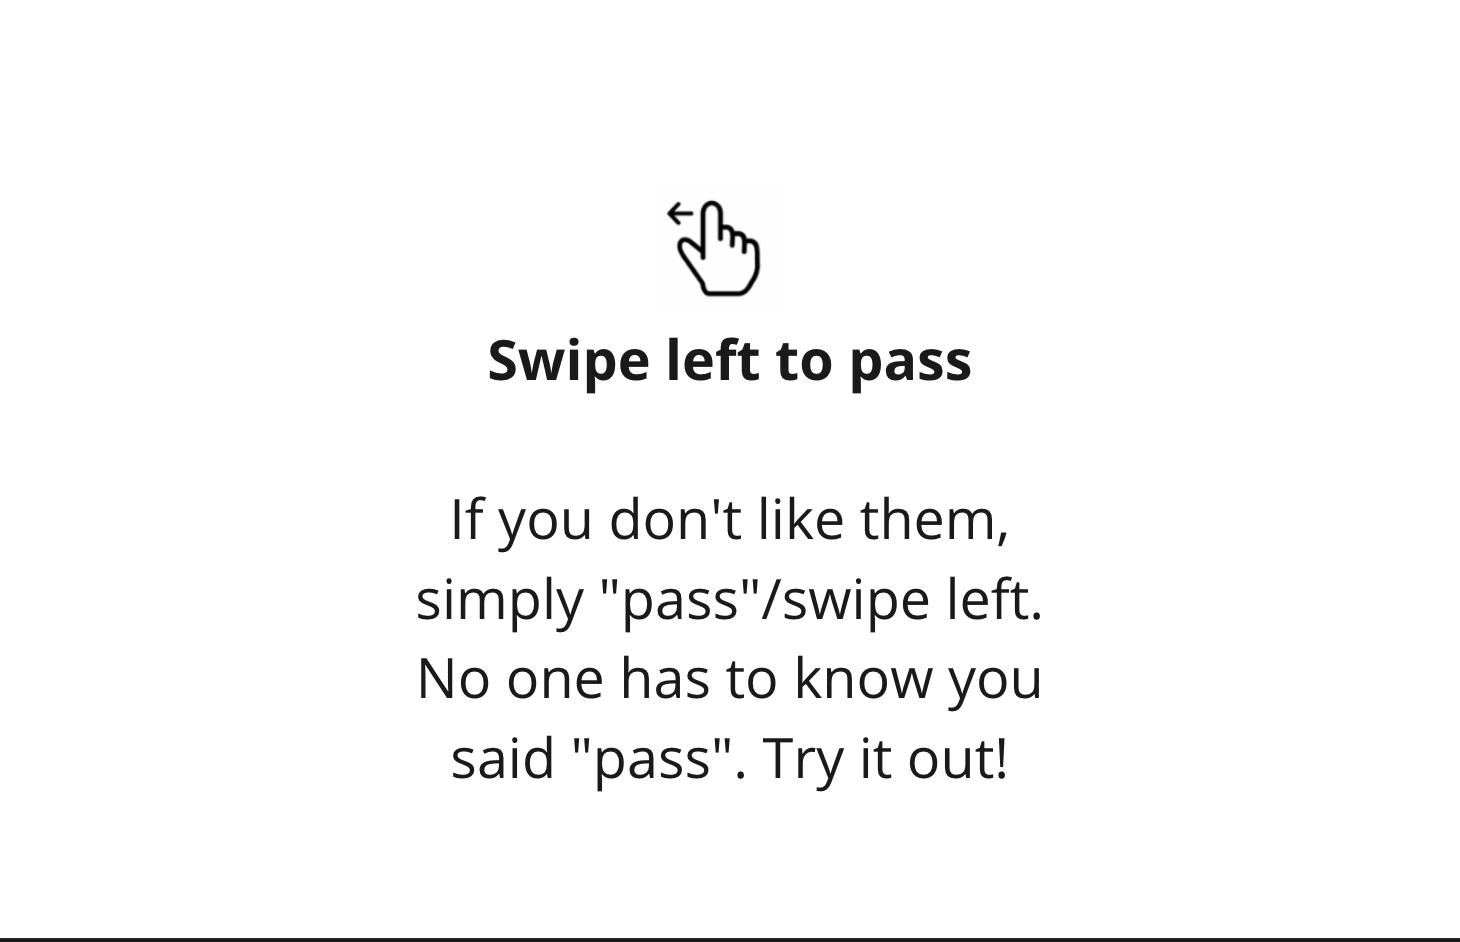 Swipe left to pass
If you don't like them,
simply "pass"/swipe left.
No one has to know you
said "pass". Try it out!